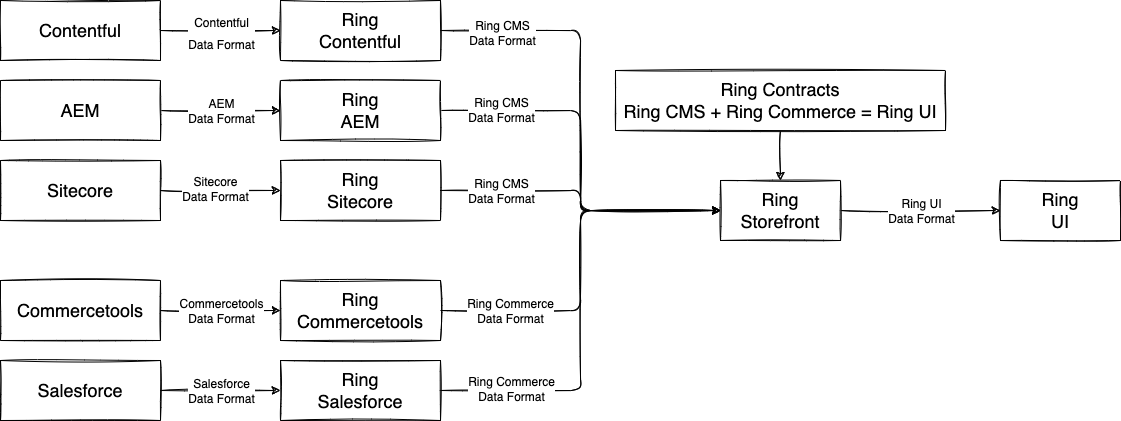 Contentful
Contentful
Data Format
Ring
Contentful
Ring CMS
Data Format
AEM
AEM
Data Format
Ring
AEM
Ring CMS
Data Format
Ring Contracts
Ring CMS + Ring Commerce = Ring UI
Sitecore
Sitecore
Data Format
Ring
Sitecore
Ring CMS
Data Format
Ring
Storefront
Ring UI
Data Format
Ring
UI
Commercetools
Commercetools
Data Format
Ring
Commercetools
Ring Commerce
Data Format
Salesforce
Salesforce
Data Format
Ring
Salesforce
Ring Commerce
Data Format